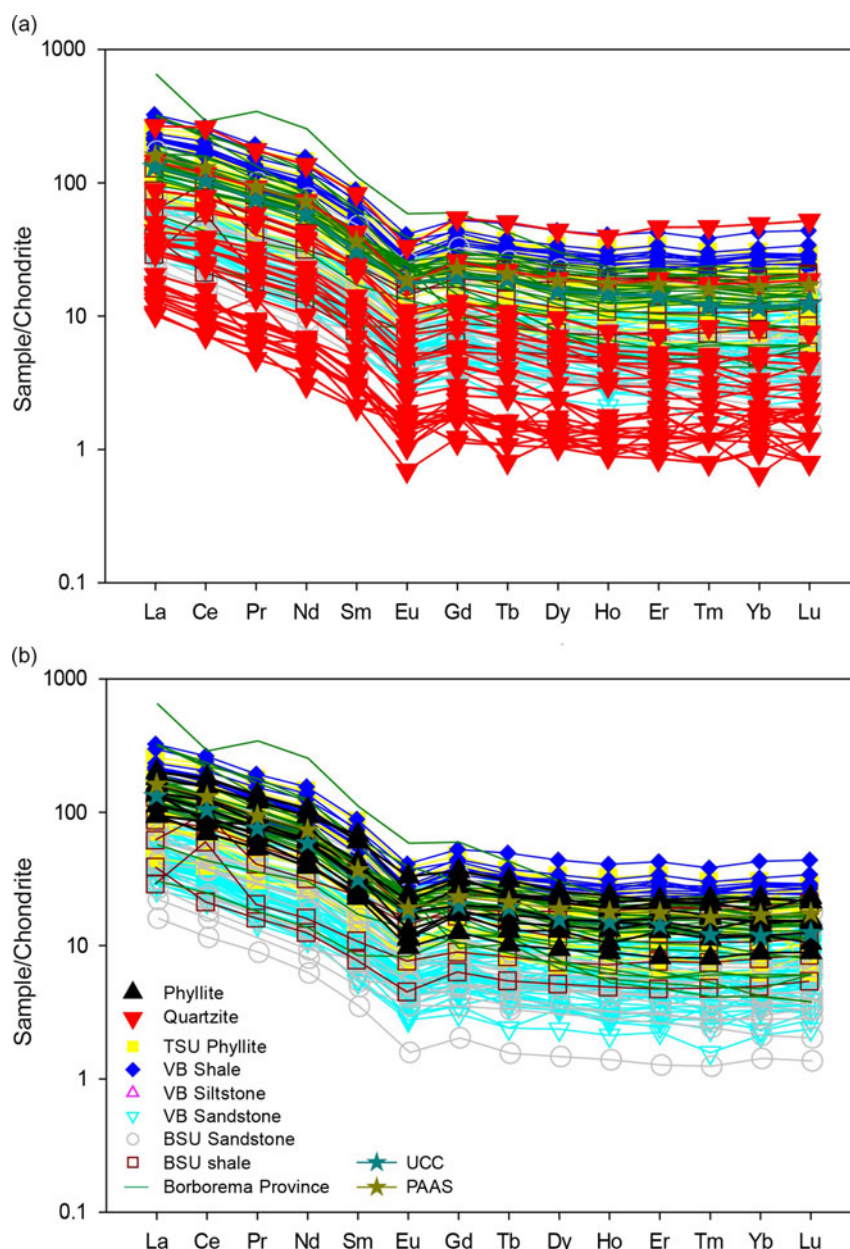 (a)
1000
100
10
1
0.1
Sample/Chondrite
La Ce Pr Nd Sm Eu Gd Tb Dy Ho Er Tm Yb Lu
(b)
1000
100
10
1
0.1
Sample/Chondrite
Phyllite
Quartzite
TSU Phyllite
VB Shale
VB Siltstone
VB Sandstone
BSU Sandstone
BSU shale
Borborema Province
UCC
PAAS
La Ce Pr Nd Sm Eu Gd Tb Dy Ho Er Tm Yb Lu